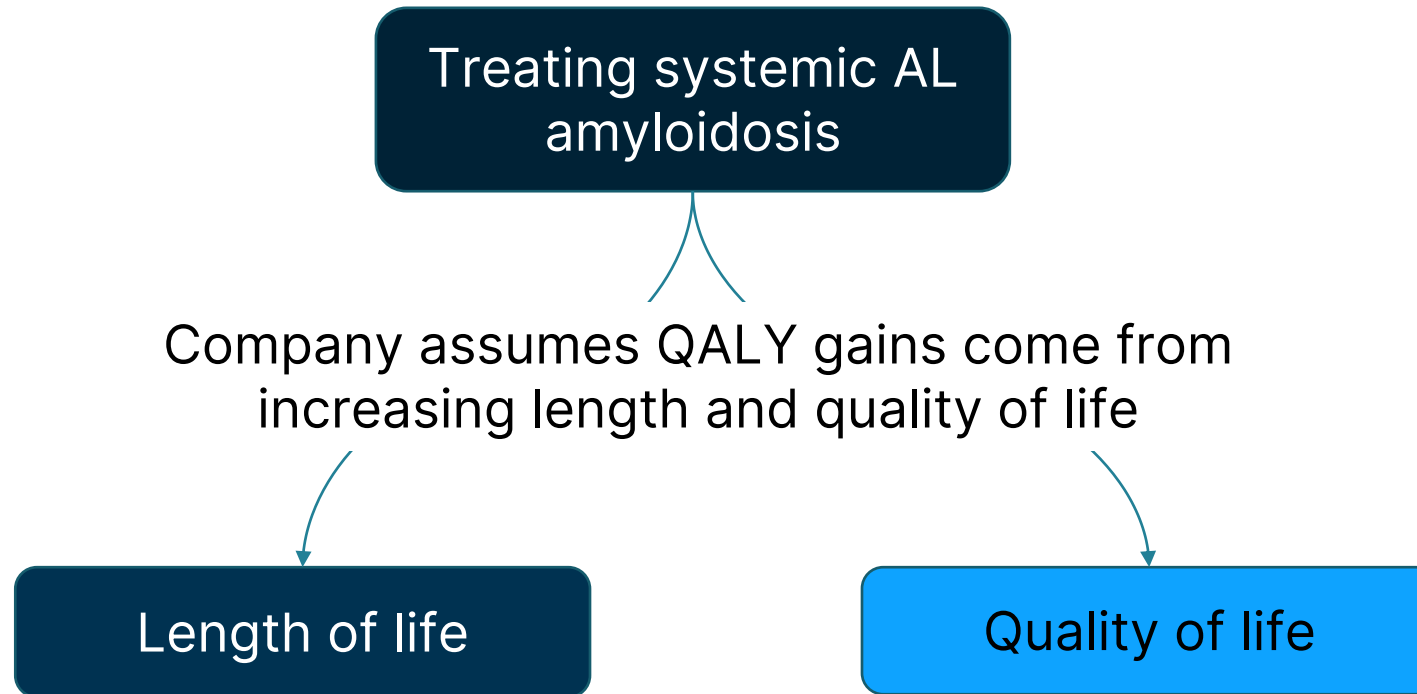 Treating systemic AL
amyloidosis
Company assumes QALY gains come from
increasing length and quality of life
Length of life
Quality of life